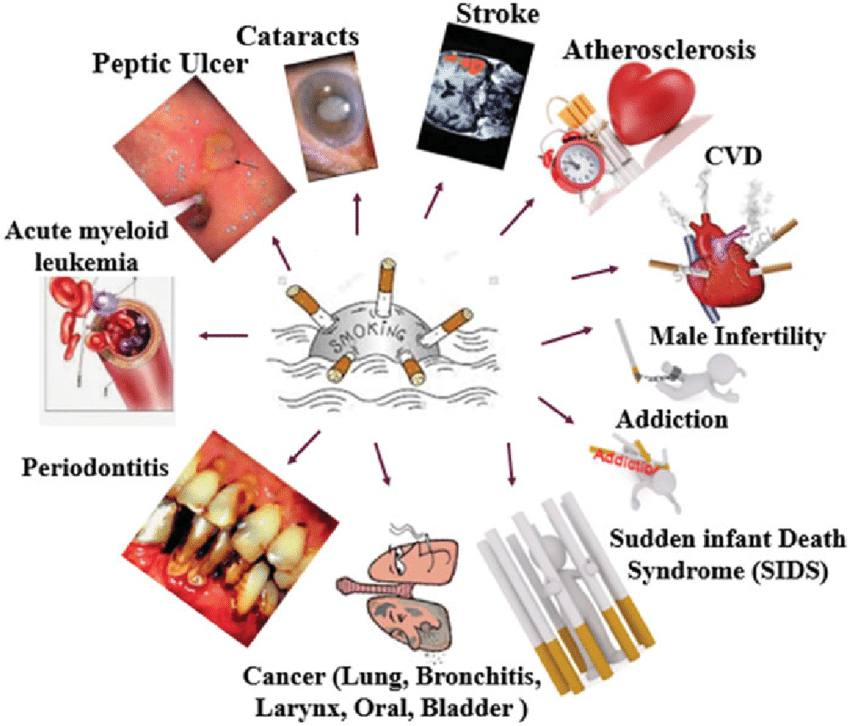 Stroke
Cataracts
Atherosclerosis
Peptic Ulcer
CVD
Acute myeloid
leukemia
SMOKING
Male Infertility
Addiction
Addiction
Periodontitis
Sudden infant Death
Syndrome (SIDS)
Cancer (Lung, Bronchitis,
Larynx, Oral, Bladder )